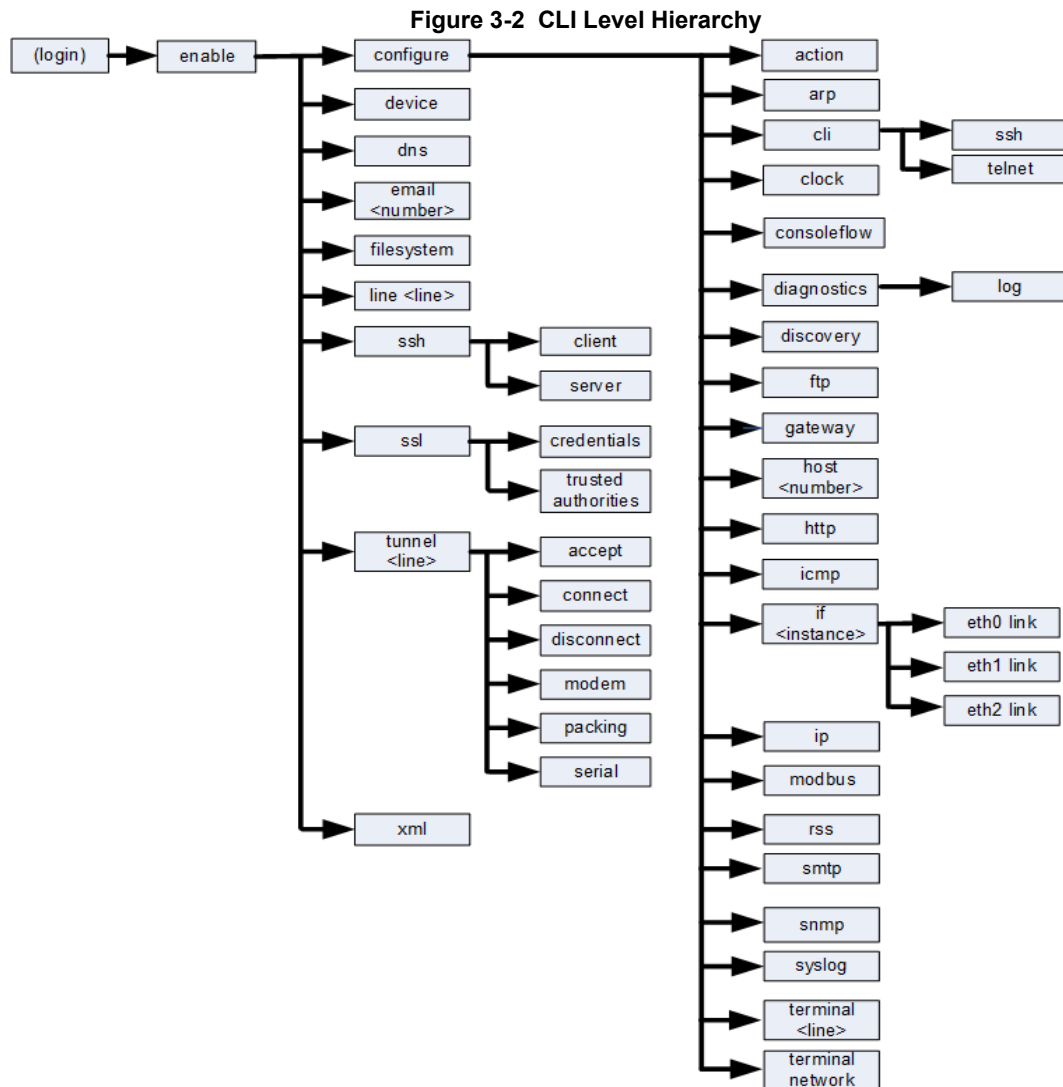 Figure 3-2 CLI Level Hierarchy
(login)
enable
configure
device
dns
email
<number>
filesystem
line <line>
ssh
client
server
ssl
credentials
trusted
authorities
tunnel
<line>
accept
connect
disconnect
modem
packing
serial
xml
action
arp
cli
ssh
telnet
clock
consoleflow
diagnostics
log
discovery
ftp
gateway
host
<number>
http
icmp
if
<instance>
eth0 link
eth1 link
eth2 link
ip
modbus
rss
smtp
snmp
syslog
terminal
<line>
terminal
network